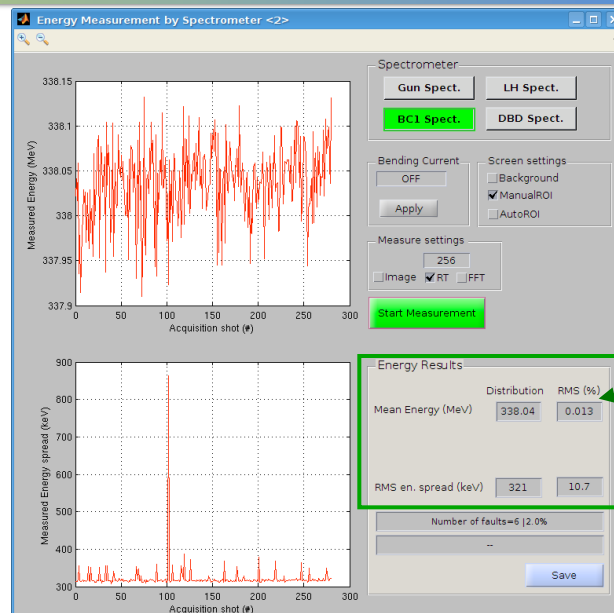 Energy Measurement by Spectrometer <2>
338.15
338.1
338.05
338
337.95
337.9
Measured Energy (MeV)
0 50 100 150 200 250 300
Acquisition shot (#)
900
800
700
600
500
400
300
Measured Energy spread (keV)
0 50 100 150 200 250 300
Acquisition shot (#)
Spectrometer
Gun Spect. LH Spect.
BC1 Spect. DBD Spect.
Bending Current
OFF
Apply
Screen settings
Background
ManualROI
AutoROI
Measure settings
256
Image RT FFT
Start Measurement
Energy Results
Distribution RMS (%)
Mean Energy (MeV) 338.04 0.013
RMS en. spread (keV) 321 10.7
Number of faults=6 |2.0%
--
Save